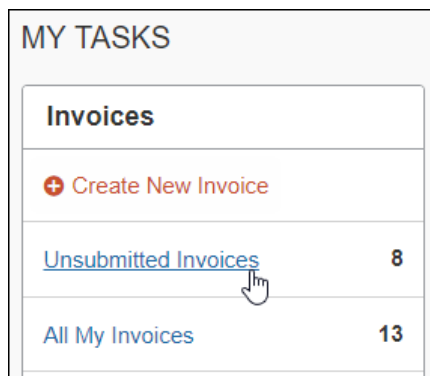 MY TASKS
Invoices
Create New Invoice
Unsubmitted Invoices 8
All My Invoices 13